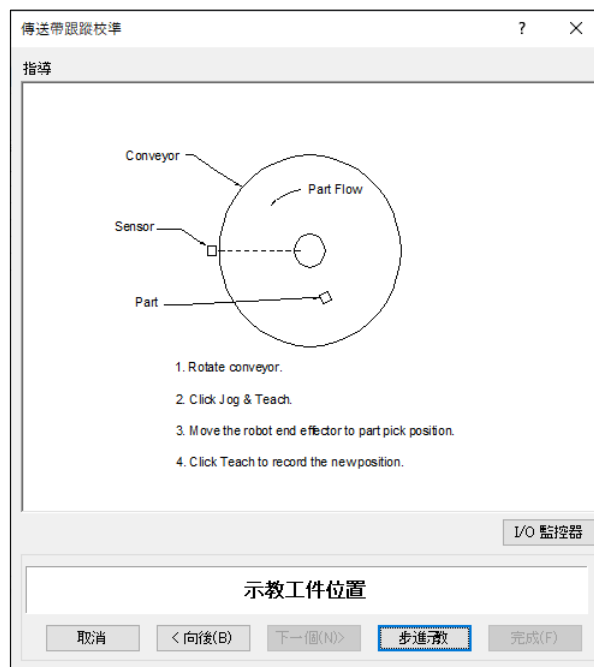 傳送帶跟蹤校準
指導
Conveyor
Part Flow
Sensor
Part
1. Rotate conveyor.
2. Click Jog & Teach.
3. Move the robot end effector to part pick position.
4. Click Teach to record the new position.
I/O 監控器
示教工件位置
取消 < 向後(B) 下一個(N)> 步進示教 完成(F)